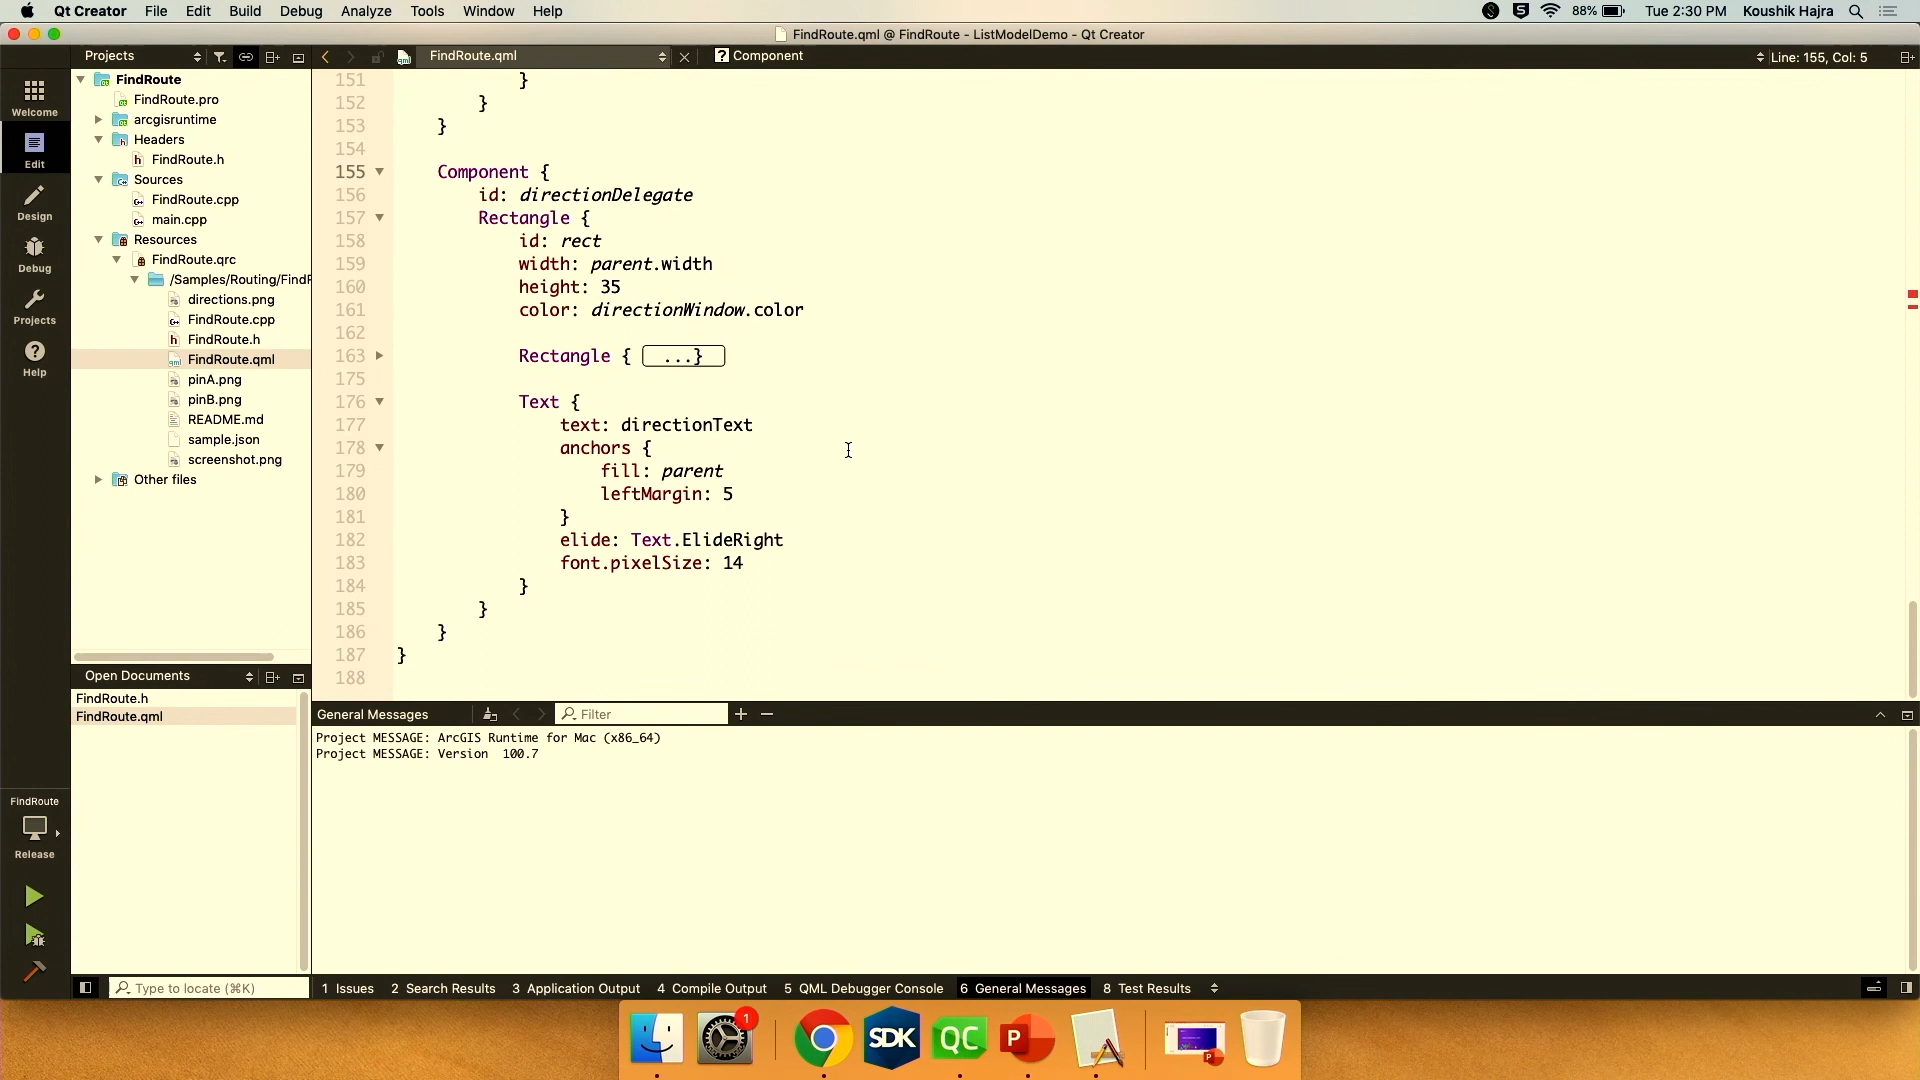 Qt Creator File Edit Build Debug Analyze Tools Window Help
88% Tue 2:30 PM Koushik Hajra
FindRoute.qml @ FindRoute - ListModelDemo - Qt Creator
Projects
FindRoute.qml
Component
Line: 155, Col: 5
Welcome
Edit
Design
Debug
Projects
Help
FindRoute
FindRoute.pro
arcgisruntime
Headers
FindRoute.h
Sources
FindRoute.cpp
main.cpp
Resources
FindRoute.qrc
/Samples/Routing/FindR
directions.png
FindRoute.cpp
FindRoute.h
FindRoute.qml
pinA.png
pinB.png
README.md
sample.json
screenshot.png
Other files
151 }
152 }
153 }
154
155 Component {
156 id: directionDelegate
157 Rectangle {
158 id: rect
159 width: parent.width
160 height: 35
161 color: directionWindow.color
162
163 Rectangle { ...}
175
176 Text {
177 text: directionText
178 anchors {
179 fill: parent
180 leftMargin: 5
181 }
182 elide: Text.ElideRight
183 font.pixelSize: 14
184 }
185 }
186 }
187 }
188
Open Documents
FindRoute.h
FindRoute.qml
General Messages
Filter
Project MESSAGE: ArcGIS Runtime for Mac (x86_64)
Project MESSAGE: Version 100.7
FindRoute
Release
Type to locate (⌘K)
1 Issues 2 Search Results 3 Application Output 4 Compile Output 5 QML Debugger Console 6 General Messages 8 Test Results
1
SDK
QC
P